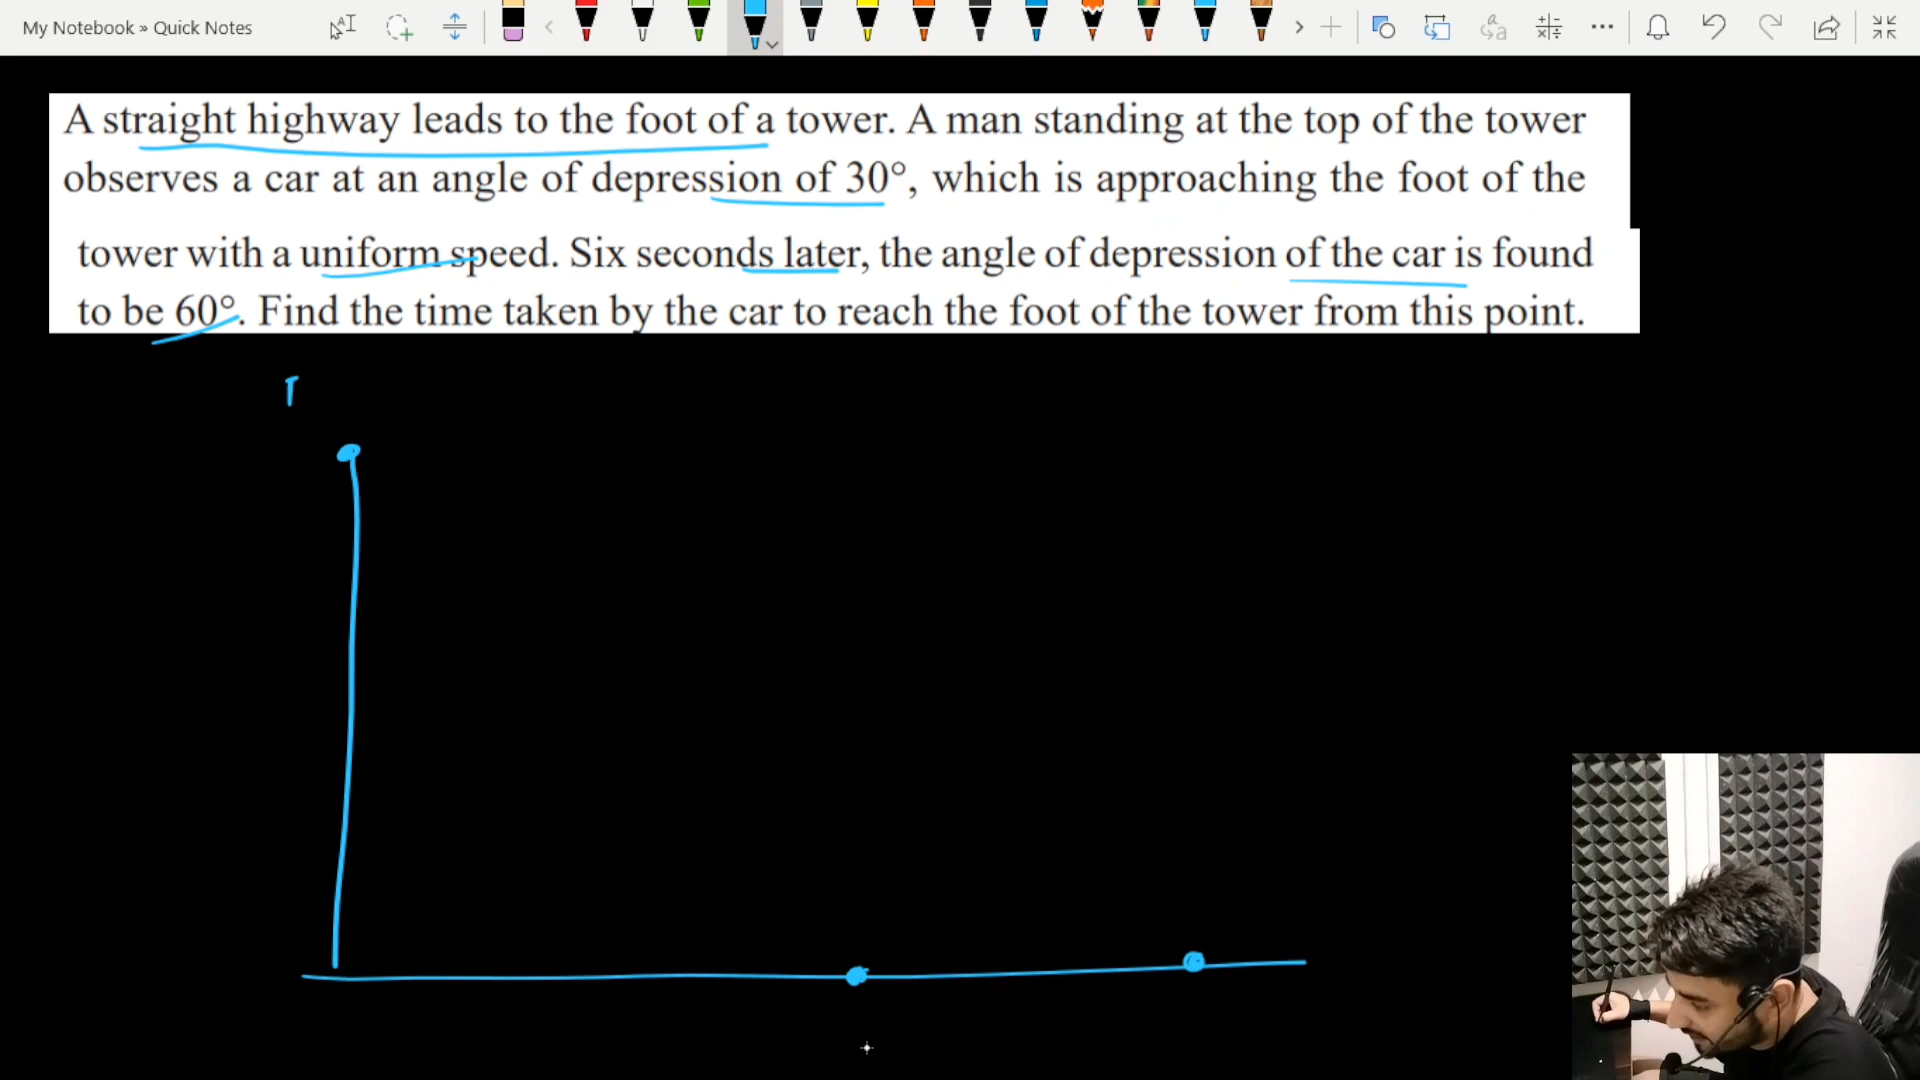 My Notebook » Quick Notes
A straight highway leads to the foot of a tower. A man standing at the top of the tower
observes a car at an angle of depression of 30°, which is approaching the foot of the
tower with a uniform speed. Six seconds later, the angle of depression of the car is found
to be 60°. Find the time taken by the car to reach the foot of the tower from this point.